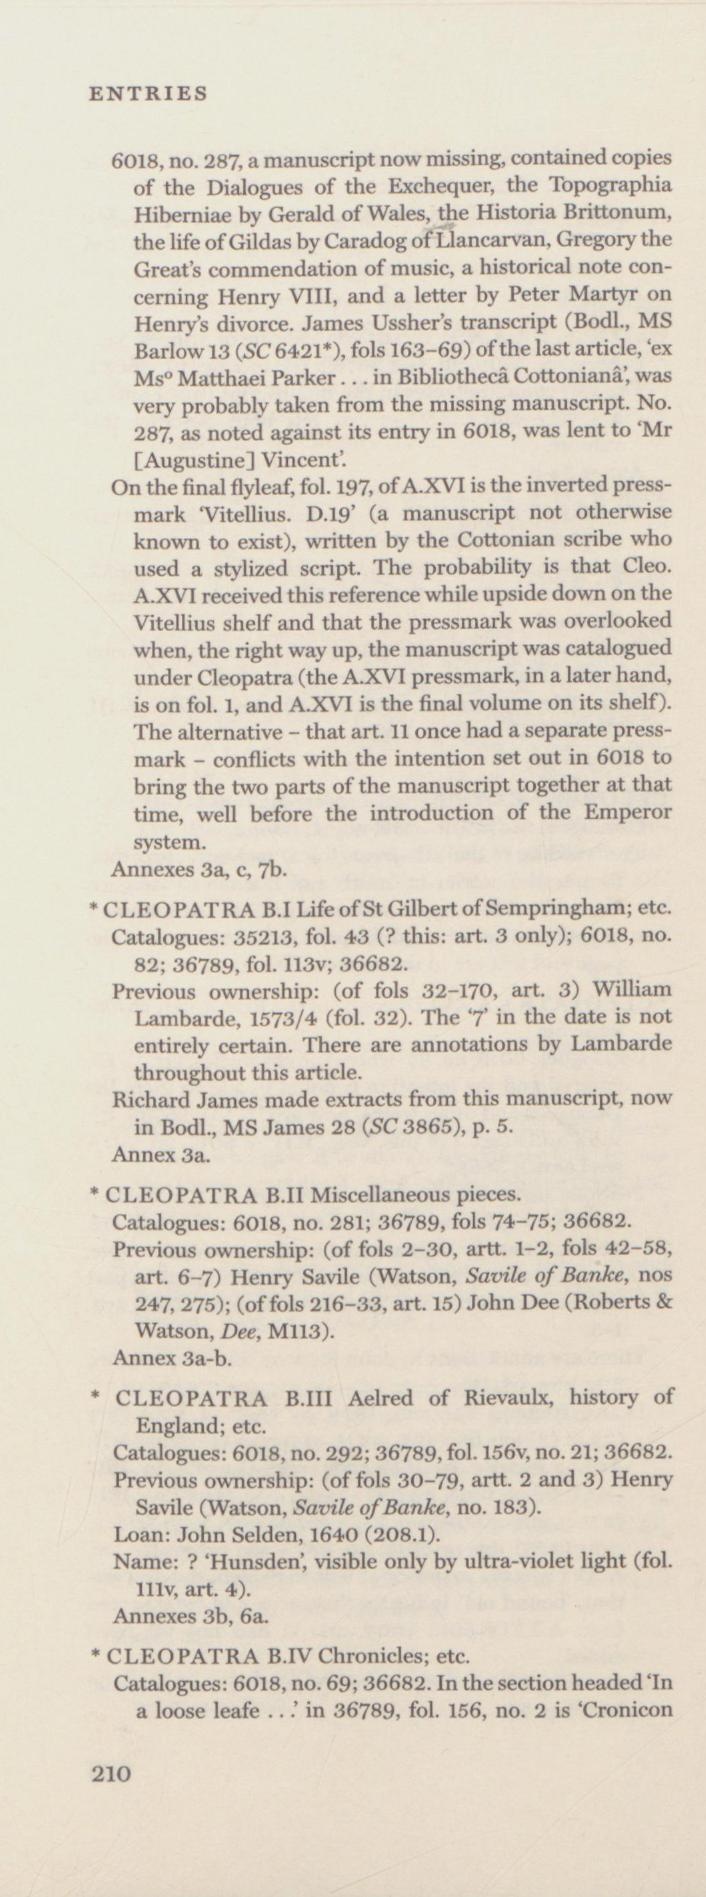 ENTRIES
6018, no. 287, a manuscript now missing, contained copies
of the Dialogues of the Exchequer, the Topographia
Hiberniae by Gerald of Wales, the Historia Brittonum,
the life of Gildas by Caradog of Llancarvan, Gregory the
Great's commendation of music, a historical note con-
cerning Henry VIII, and a letter by Peter Martyr on
Henry's divorce. James Ussher's transcript (Bodl., MS
Barlow 13 (SC 6421*), fols 163–69) of the last article, 'ex
Msº Matthaei Parker . . . in Bibliothecâ Cottonianâ', was
very probably taken from the missing manuscript. No.
287, as noted against its entry in 6018, was lent to 'Mr
[Augustine] Vincent'.
On the final flyleaf, fol. 197, of A.XVI is the inverted press-
mark 'Vitellius. D.19' (a manuscript not otherwise
known to exist), written by the Cottonian scribe who
used a stylized script. The probability is that Cleo.
A.XVI received this reference while upside down on the
Vitellius shelf and that the pressmark was overlooked
when, the right way up, the manuscript was catalogued
under Cleopatra (the A.XVI pressmark, in a later hand,
is on fol. 1, and A.XVI is the final volume on its shelf).
The alternative – that art. 11 once had a separate press-
mark – conflicts with the intention set out in 6018 to
bring the two parts of the manuscript together at that
time, well before the introduction of the Emperor
system.
Annexes 3a, c, 7b.
* CLEOPATRA B.I Life of St Gilbert of Sempringham; etc.
Catalogues: 35213, fol. 43 (? this: art. 3 only); 6018, no.
82; 36789, fol. 113v; 36682.
Previous ownership: (of fols 32–170, art. 3) William
Lambarde, 1573/4 (fol. 32). The '7' in the date is not
entirely certain. There are annotations by Lambarde
throughout this article.
Richard James made extracts from this manuscript, now
in Bodl., MS James 28 (SC 3865), p. 5.
Annex 3a.
* CLEOPATRA B.II Miscellaneous pieces.
Catalogues: 6018, no. 281; 36789, fols 74–75; 36682.
Previous ownership: (of fols 2–30, artt. 1–2, fols 42–58,
art. 6–7) Henry Savile (Watson, Savile of Banke, nos
247, 275); (of fols 216–33, art. 15) John Dee (Roberts &
Watson, Dee, M113).
Annex 3a-b.
* CLEOPATRA B.III Aelred of Rievaulx, history of
England; etc.
Catalogues: 6018, no. 292; 36789, fol. 156v, no. 21; 36682.
Previous ownership: (of fols 30–79, artt. 2 and 3) Henry
Savile (Watson, Savile of Banke, no. 183).
Loan: John Selden, 1640 (208.1).
Name: ? 'Hunsden', visible only by ultra-violet light (fol.
111v, art. 4).
Annexes 3b, 6a.
* CLEOPATRA B.IV Chronicles; etc.
Catalogues: 6018, no. 69; 36682. In the section headed 'In
a loose leafe . . .' in 36789, fol. 156, no. 2 is 'Cronicon
210